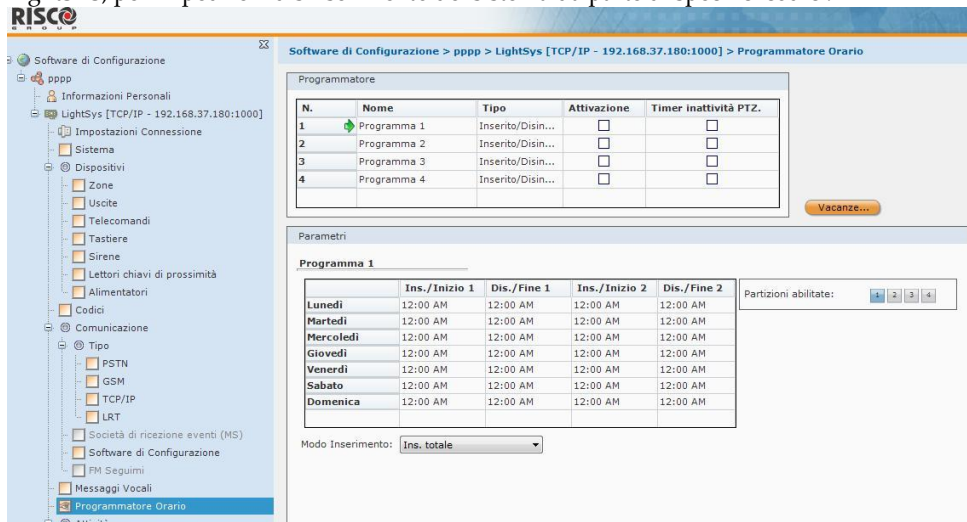 RISCO
GROUP
Software di Configurazione
pppp
Informazioni Personali
LightSys [TCP/IP - 192.168.37.180:1000]
Impostazioni Connessione
Sistema
Dispositivi
Zone
Uscite
Telecomandi
Tastiere
Sirene
Lettori chiavi di prossimità
Alimentatori
Codici
Comunicazione
Tipo
PSTN
GSM
TCP/IP
LRT
Società di ricezione eventi (MS)
Software di Configurazione
FM Seguimi
Messaggi Vocali
Programmatore Orario
Software di Configurazione > pppp > LightSys [TCP/IP - 192.168.37.180:1000] > Programmatore Orario
Programmatore
N. Nome Tipo Attivazione Timer inattività PTZ.
1 Programma 1 Inserito/Disin...
2 Programma 2 Inserito/Disin...
3 Programma 3 Inserito/Disin...
4 Programma 4 Inserito/Disin...
Vacanze...
Parametri
Programma 1
Ins./Inizio 1 Dis./Fine 1 Ins./Inizio 2 Dis./Fine 2
Lunedì 12:00 AM 12:00 AM 12:00 AM 12:00 AM
Martedì 12:00 AM 12:00 AM 12:00 AM 12:00 AM
Mercoledì 12:00 AM 12:00 AM 12:00 AM 12:00 AM
Giovedì 12:00 AM 12:00 AM 12:00 AM 12:00 AM
Venerdì 12:00 AM 12:00 AM 12:00 AM 12:00 AM
Sabato 12:00 AM 12:00 AM 12:00 AM 12:00 AM
Domenica 12:00 AM 12:00 AM 12:00 AM 12:00 AM
Partizioni abilitate: 1 2 3 4
Modo Inserimento: Ins. totale